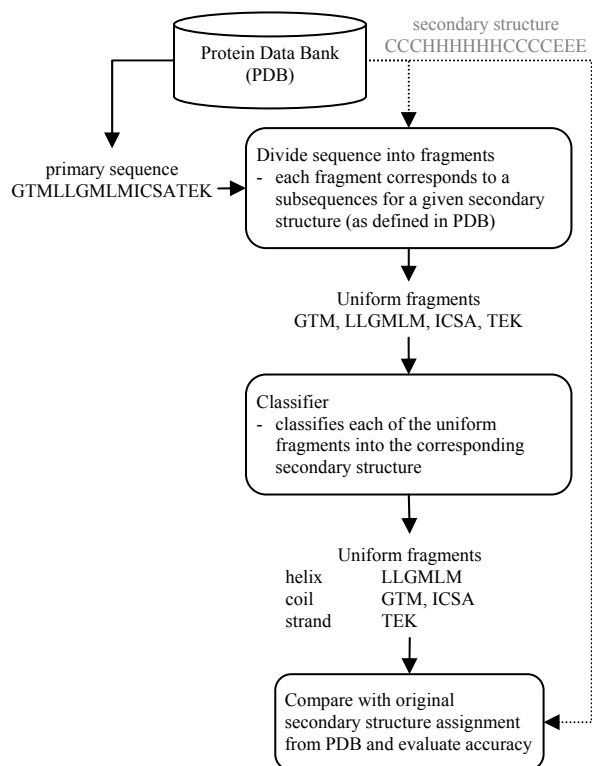 secondary structure
CCCHHHHHHCCCCEEE
Protein Data Bank
(PDB)
primary sequence
GTMLLGMLMICSATEK
Divide sequence into fragments
- each fragment corresponds to a
subsequences for a given secondary
structure (as defined in PDB)
Uniform fragments
GTM, LLGMLM, ICSA, TEK
Classifier
- classifies each of the uniform
fragments into the corresponding
secondary structure
Uniform fragments
helix LLGMLM
coil GTM, ICSA
strand TEK
Compare with original
secondary structure assignment
from PDB and evaluate accuracy